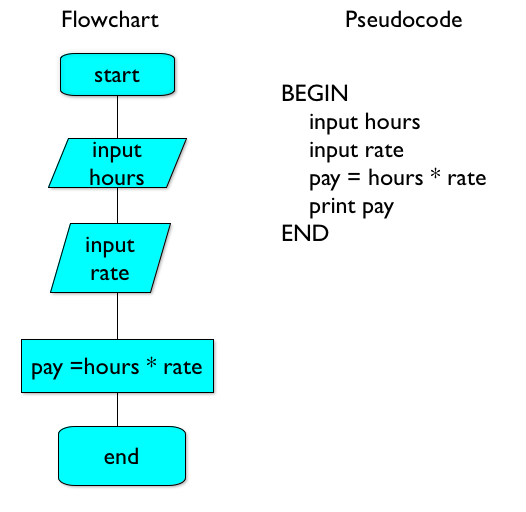 Flowchart
start
input
hours
input
rate
pay =hours * rate
end
Pseudocode
BEGIN
input hours
input rate
pay = hours * rate
print pay
END